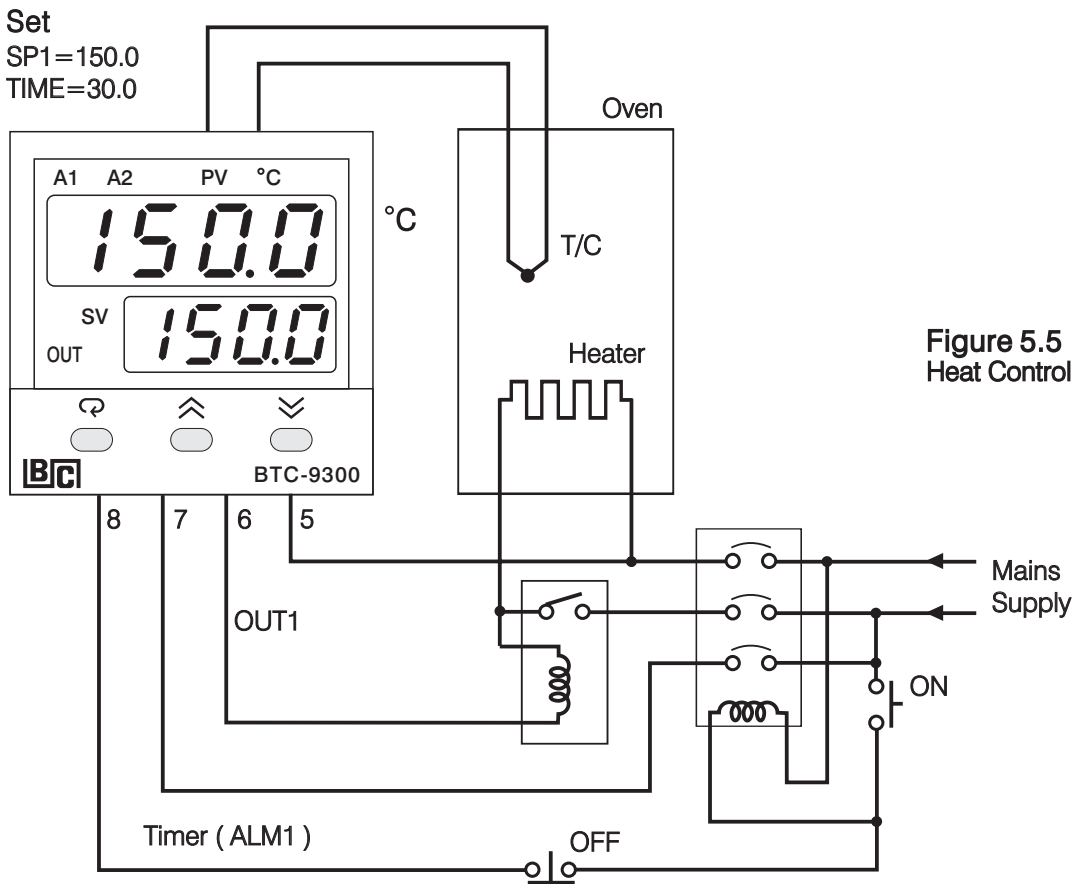 Set
SP1=150.0
TIME=30.0
Oven
A1 A2 PV °C
150.0
°C
T/C
SV
150.0
OUT
Heater
Figure 5.5
Heat Control
BC
BTC-9300
8 7 6 5
Mains
Supply
OUT1
ON
Timer ( ALM1 )
OFF